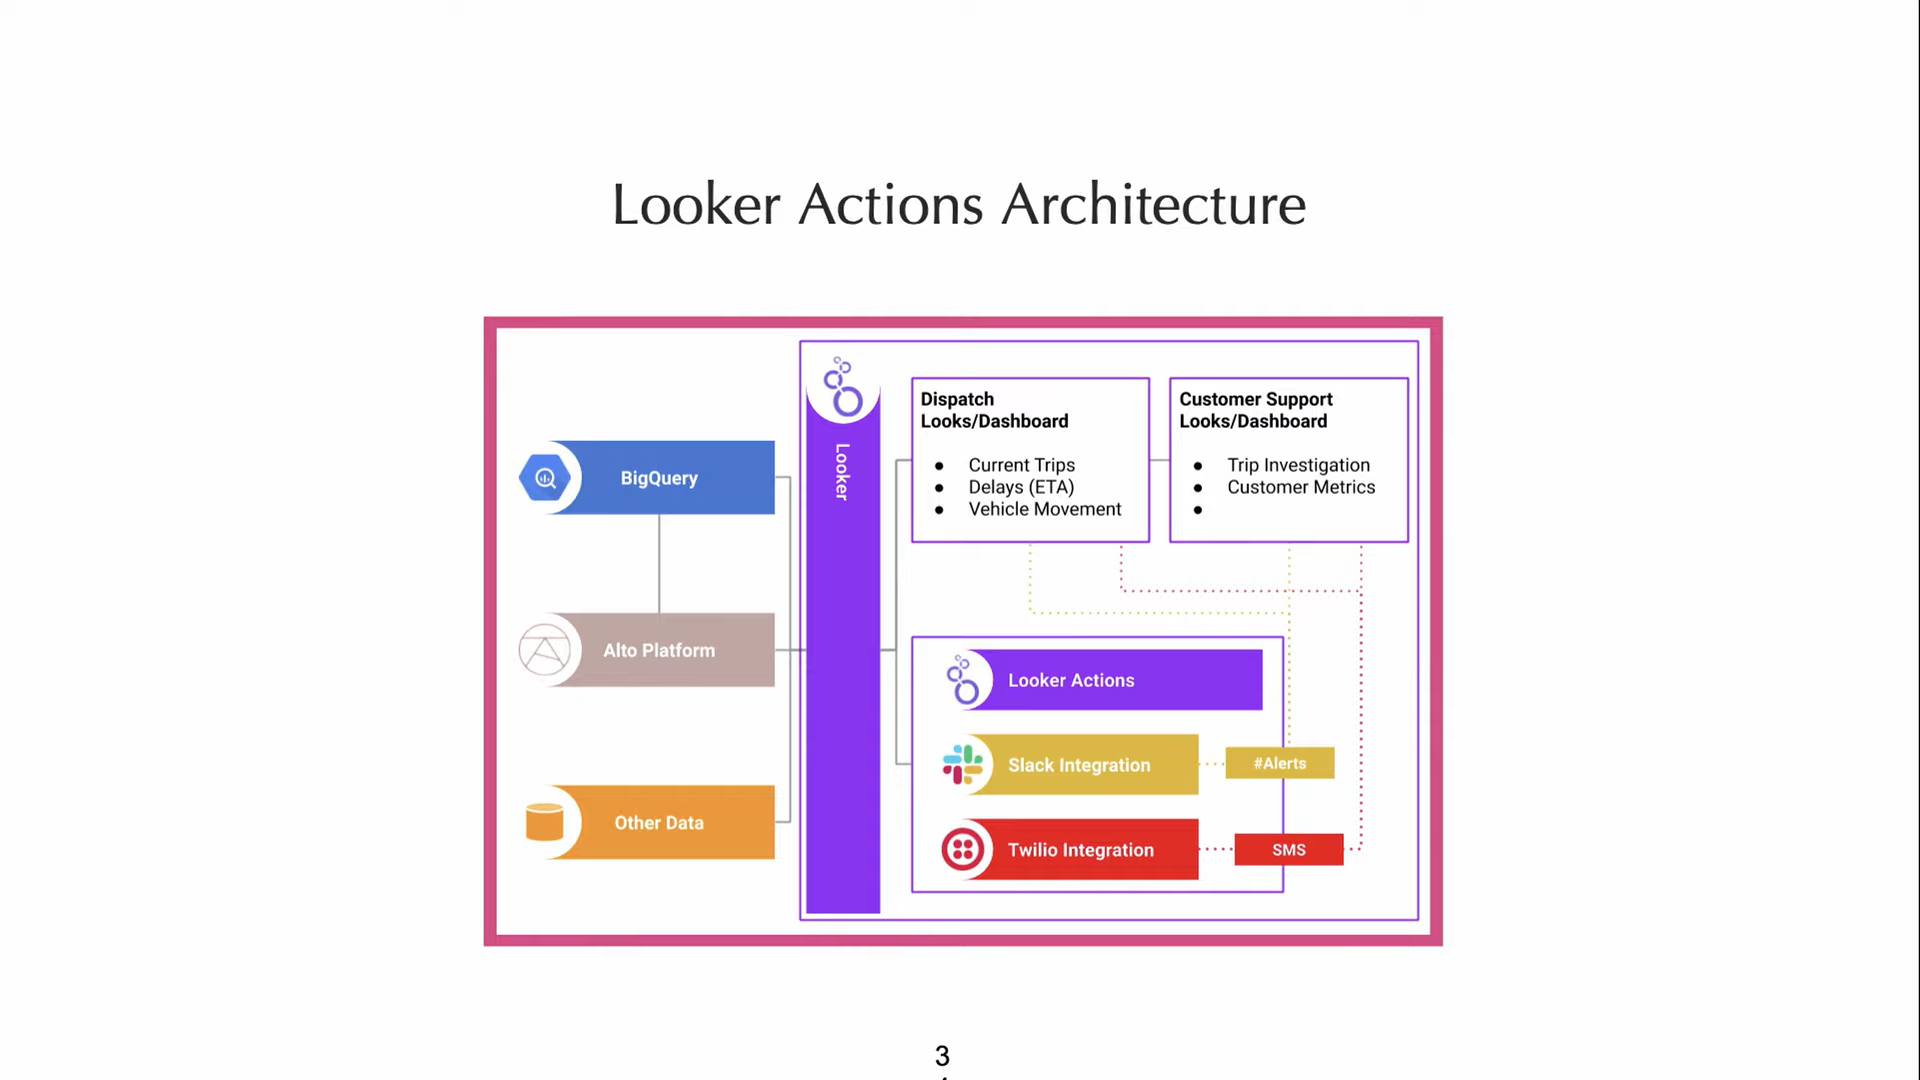 Looker Actions Architecture
Looker
BigQuery
Alto Platform
Other Data
Dispatch
Looks/Dashboard
● Current Trips
● Delays (ETA)
● Vehicle Movement
Customer Support
Looks/Dashboard
● Trip Investigation
● Customer Metrics
●
Looker Actions
Slack Integration
#Alerts
Twilio Integration
SMS
3